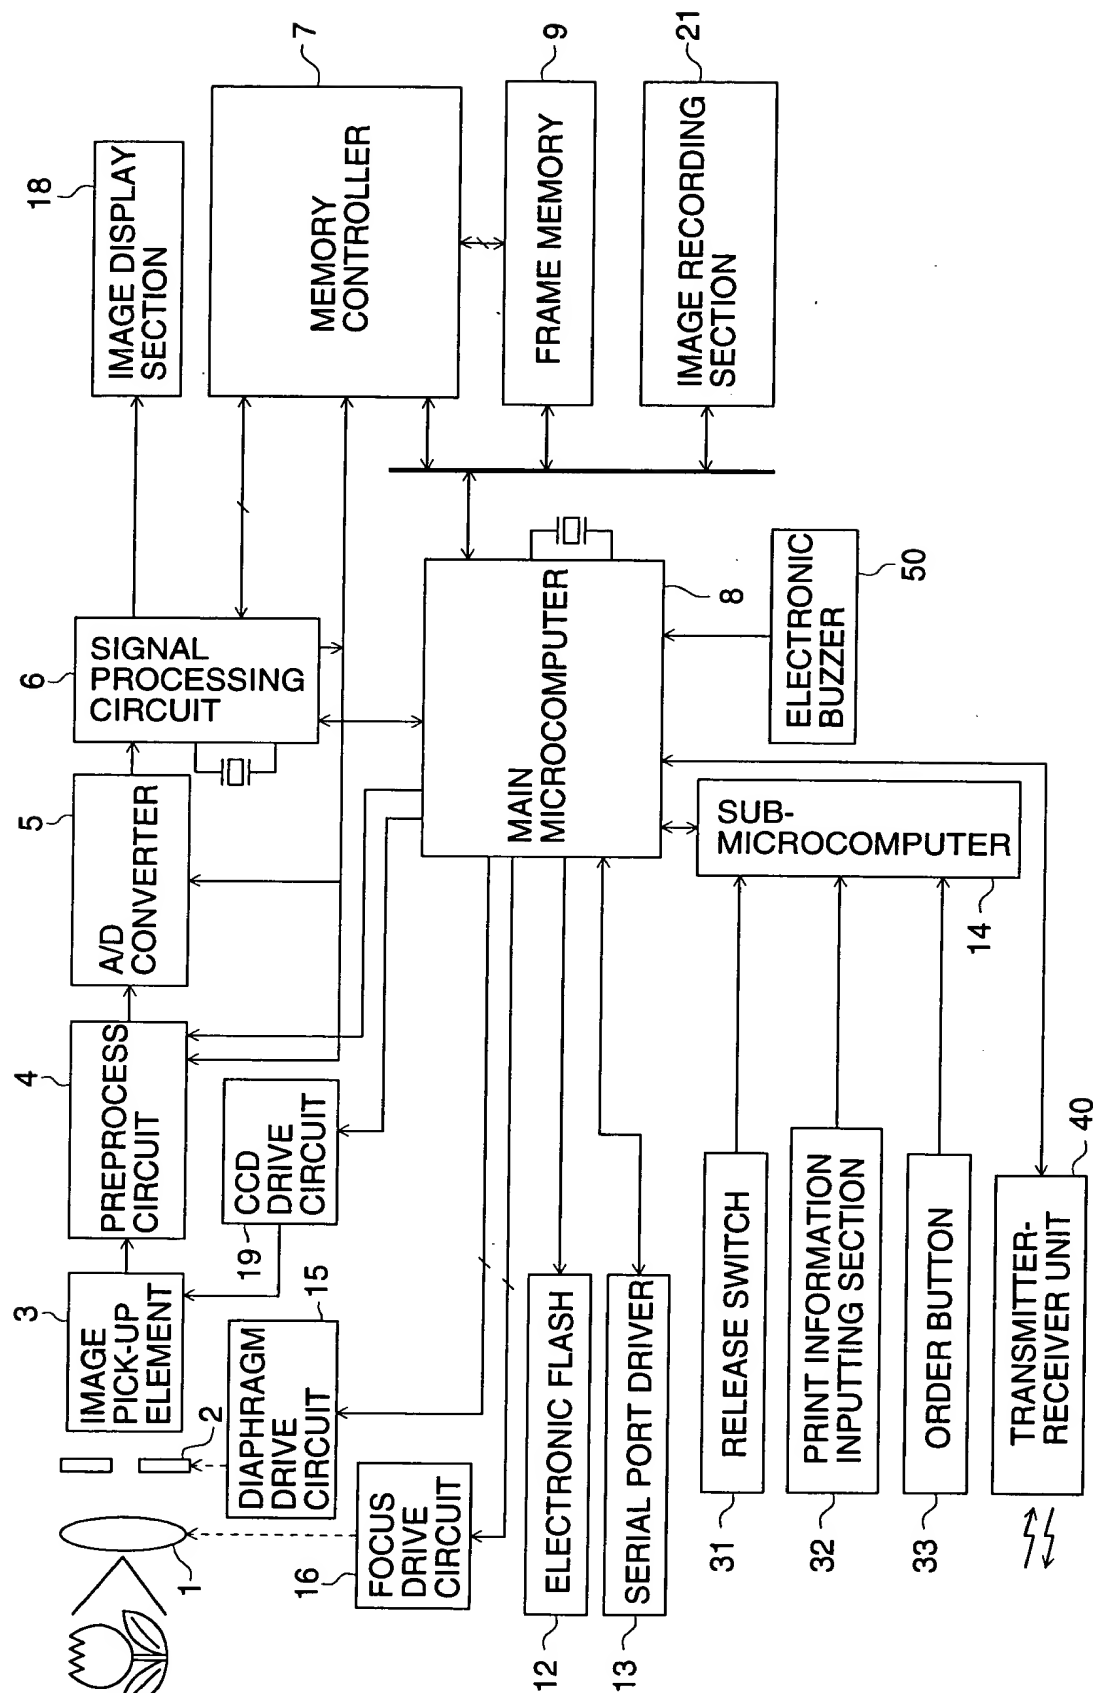 18
IMAGE DISPLAY
SECTION
7
MEMORY
CONTROLLER
9
FRAME MEMORY
21
IMAGE RECORDING
SECTION
6
SIGNAL
PROCESSING
CIRCUIT
5
A/D
CONVERTER
4
PREPROCESS
CIRCUIT
3
IMAGE
PICK-UP
ELEMENT
2
1
19
CCD
DRIVE
CIRCUIT
15
DIAPHRAGM
DRIVE
CIRCUIT
16
FOCUS
DRIVE
CIRCUIT
MAIN
MICROCOMPUTER
8
ELECTRONIC
BUZZER
50
SUB-
MICROCOMPUTER
14
12
ELECTRONIC FLASH
13
SERIAL PORT DRIVER
31
RELEASE SWITCH
32
PRINT INFORMATION
INPUTTING SECTION
33
ORDER BUTTON
TRANSMITTER-
RECEIVER UNIT
40